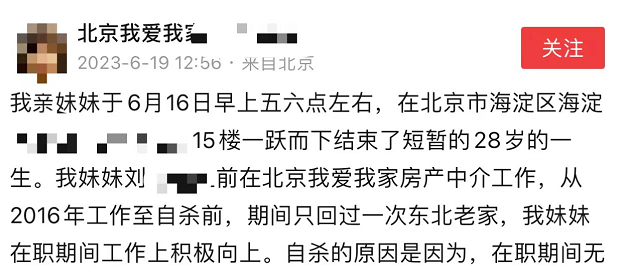 北京我爱我家
2023-6-19 12:56 · 来自北京
关注
我亲妹妹于6月16日早上五六点左右，在北京市海淀区海淀
15楼一跃而下结束了短暂的28岁的一
生。我妹妹刘 前在北京我爱我家房产中介工作，从
2016年工作至自杀前，期间只回过一次东北老家，我妹妹
在职期间工作上积极向上。自杀的原因是因为，在职期间无